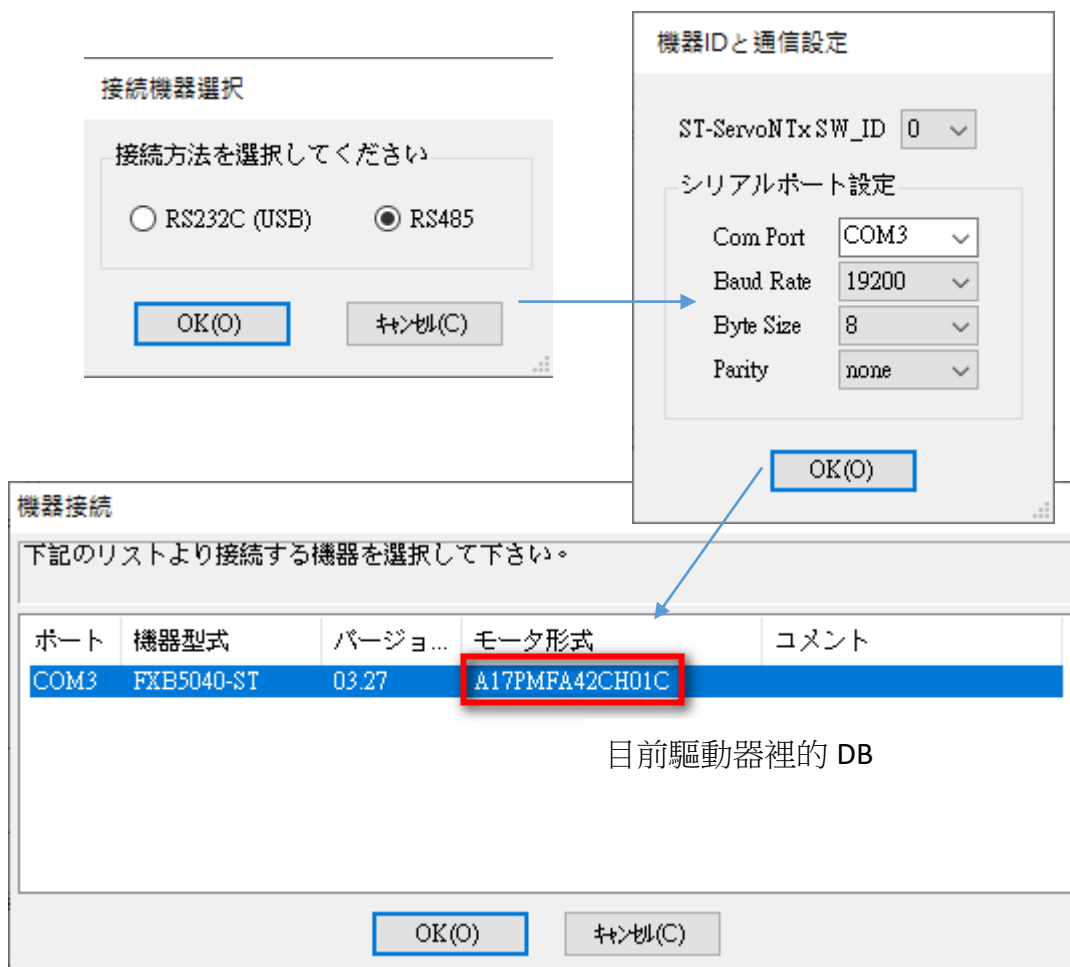 接続機器選択
接続方法を選択してください
RS232C (USB) RS485
OK(O) ｷｬﾝｾﾙ(C)
機器IDと通信設定
ST-ServoNTx SW_ID 0
シリアルポート設定
Com Port COM3
Baud Rate 19200
Byte Size 8
Parity none
OK(O)
機器接続
下記のリストより接続する機器を選択して下さい。
ポート 機器型式 バージョ... モータ形式 コメント
COM3 FXB5040-ST 03.27 A17PMFA42CH01C
目前驅動器裡的 DB
OK(O) ｷｬﾝｾﾙ(C)